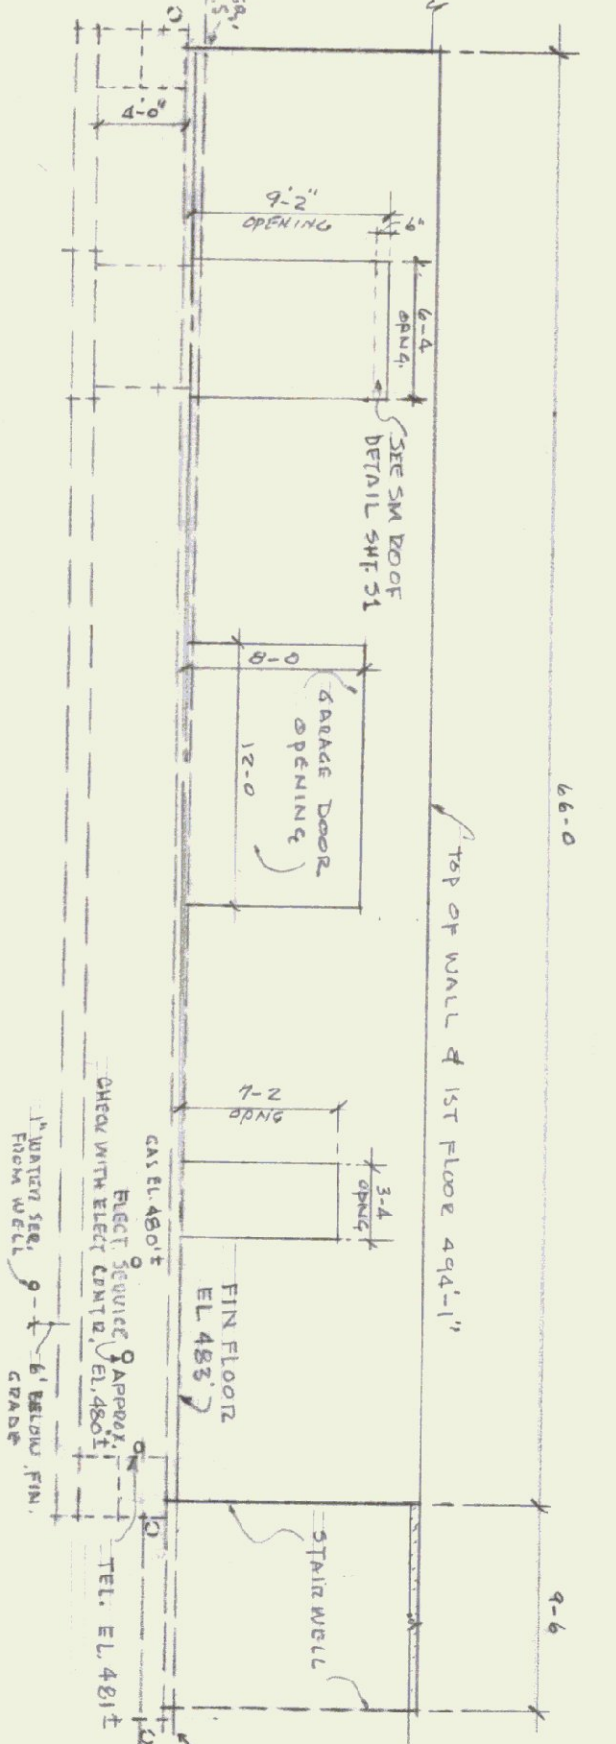 66-0
9-6
TOP OF WALL & 1ST FLOOR 494'-1"
6-4
OPNG.
6"
9'-2"
OPENING
4'-0"
SEE SM ROOF
DETAIL SHT. S1
8-0
12-0
GARAGE DOOR
OPENING
7-2
OPNG
3-4
OPNG
FIN FLOOR
EL 483'
STAIRWELL
GAS EL. 480'±
ELECT. SERVICE APPROX.
CHECK WITH ELECT CONTR. EL. 480'±
1" WATER SER.
FROM WELL
6' BELOW FIN.
GRADE
TEL. EL. 481±